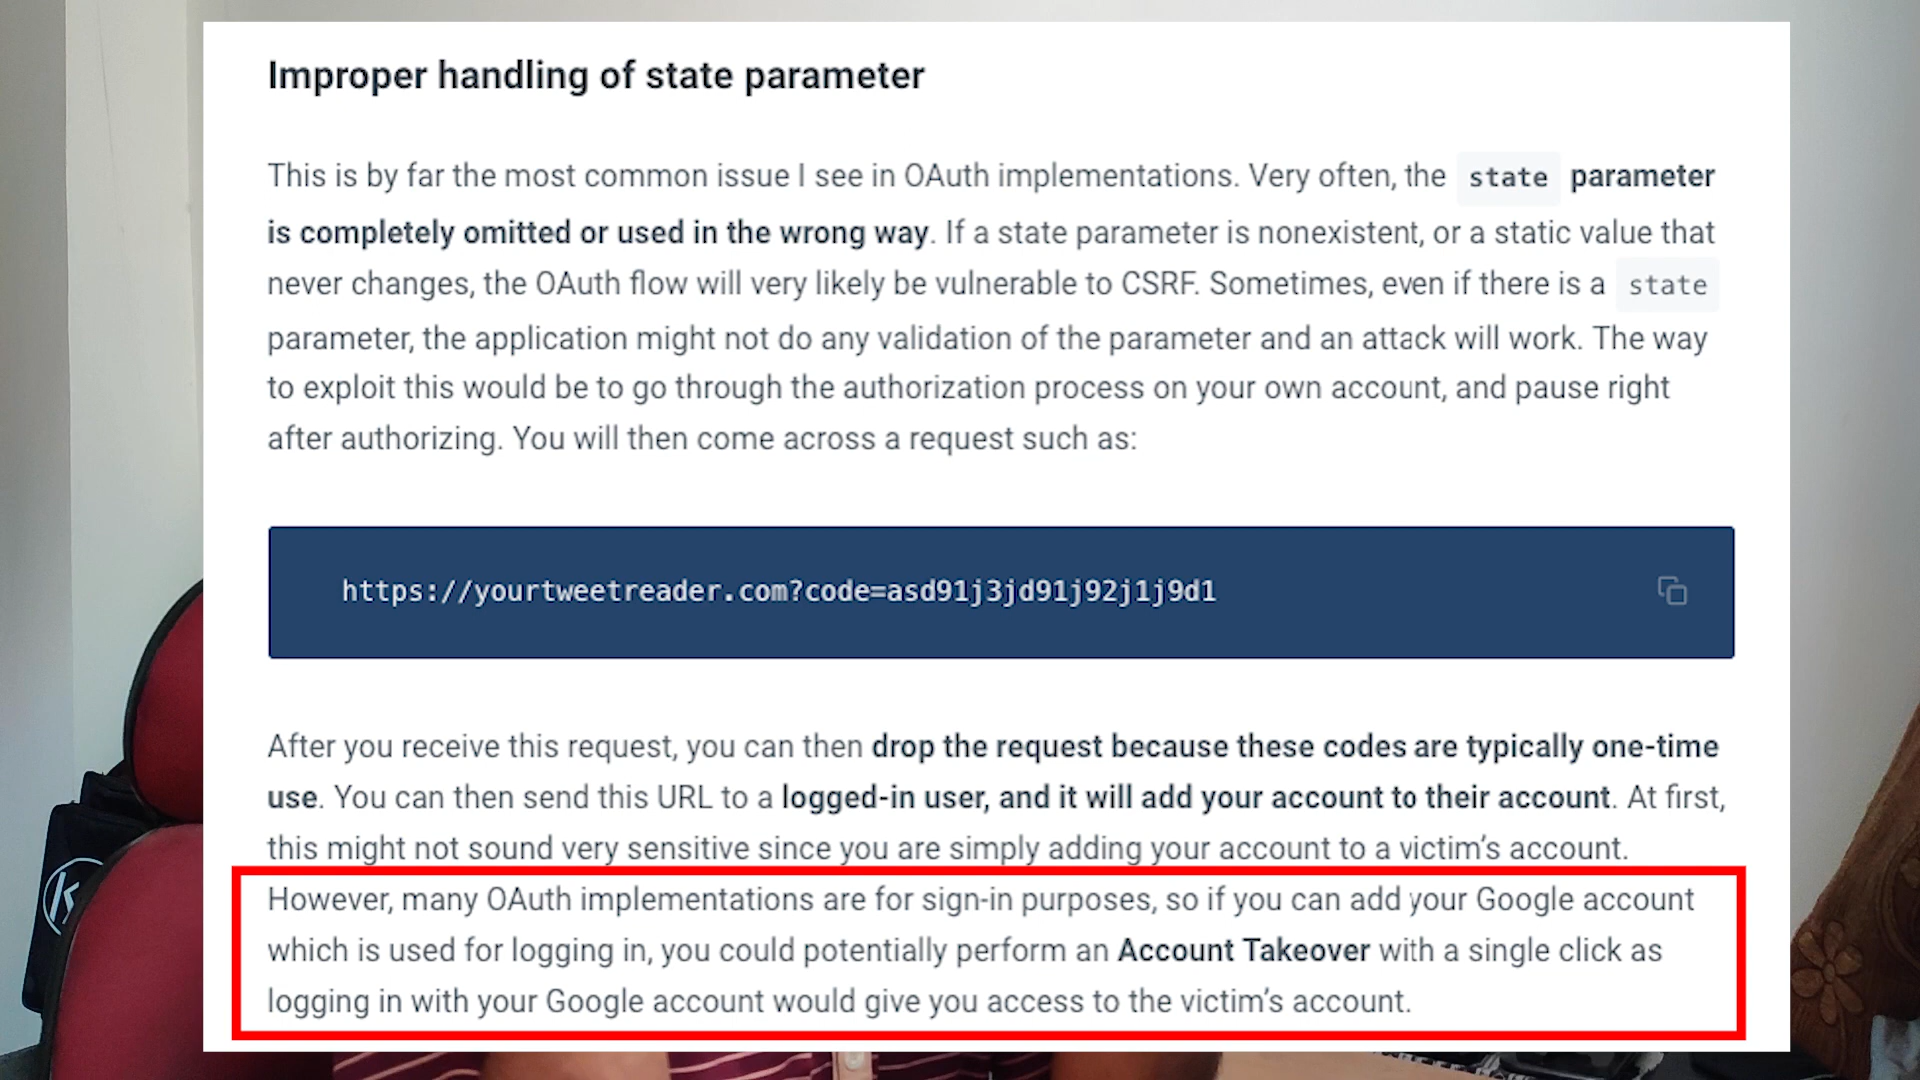 Improper handling of state parameter
This is by far the most common issue I see in OAuth implementations. Very often, the state parameter
is completely omitted or used in the wrong way. If a state parameter is nonexistent, or a static value that
never changes, the OAuth flow will very likely be vulnerable to CSRF. Sometimes, even if there is a state
parameter, the application might not do any validation of the parameter and an attack will work. The way
to exploit this would be to go through the authorization process on your own account, and pause right
after authorizing. You will then come across a request such as:
https://yourtweetreader.com?code=asd91j3jd91j92j1j9d1
After you receive this request, you can then drop the request because these codes are typically one-time
use. You can then send this URL to a logged-in user, and it will add your account to their account. At first,
this might not sound very sensitive since you are simply adding your account to a victim's account.
However, many OAuth implementations are for sign-in purposes, so if you can add your Google account
which is used for logging in, you could potentially perform an Account Takeover with a single click as
logging in with your Google account would give you access to the victim's account.